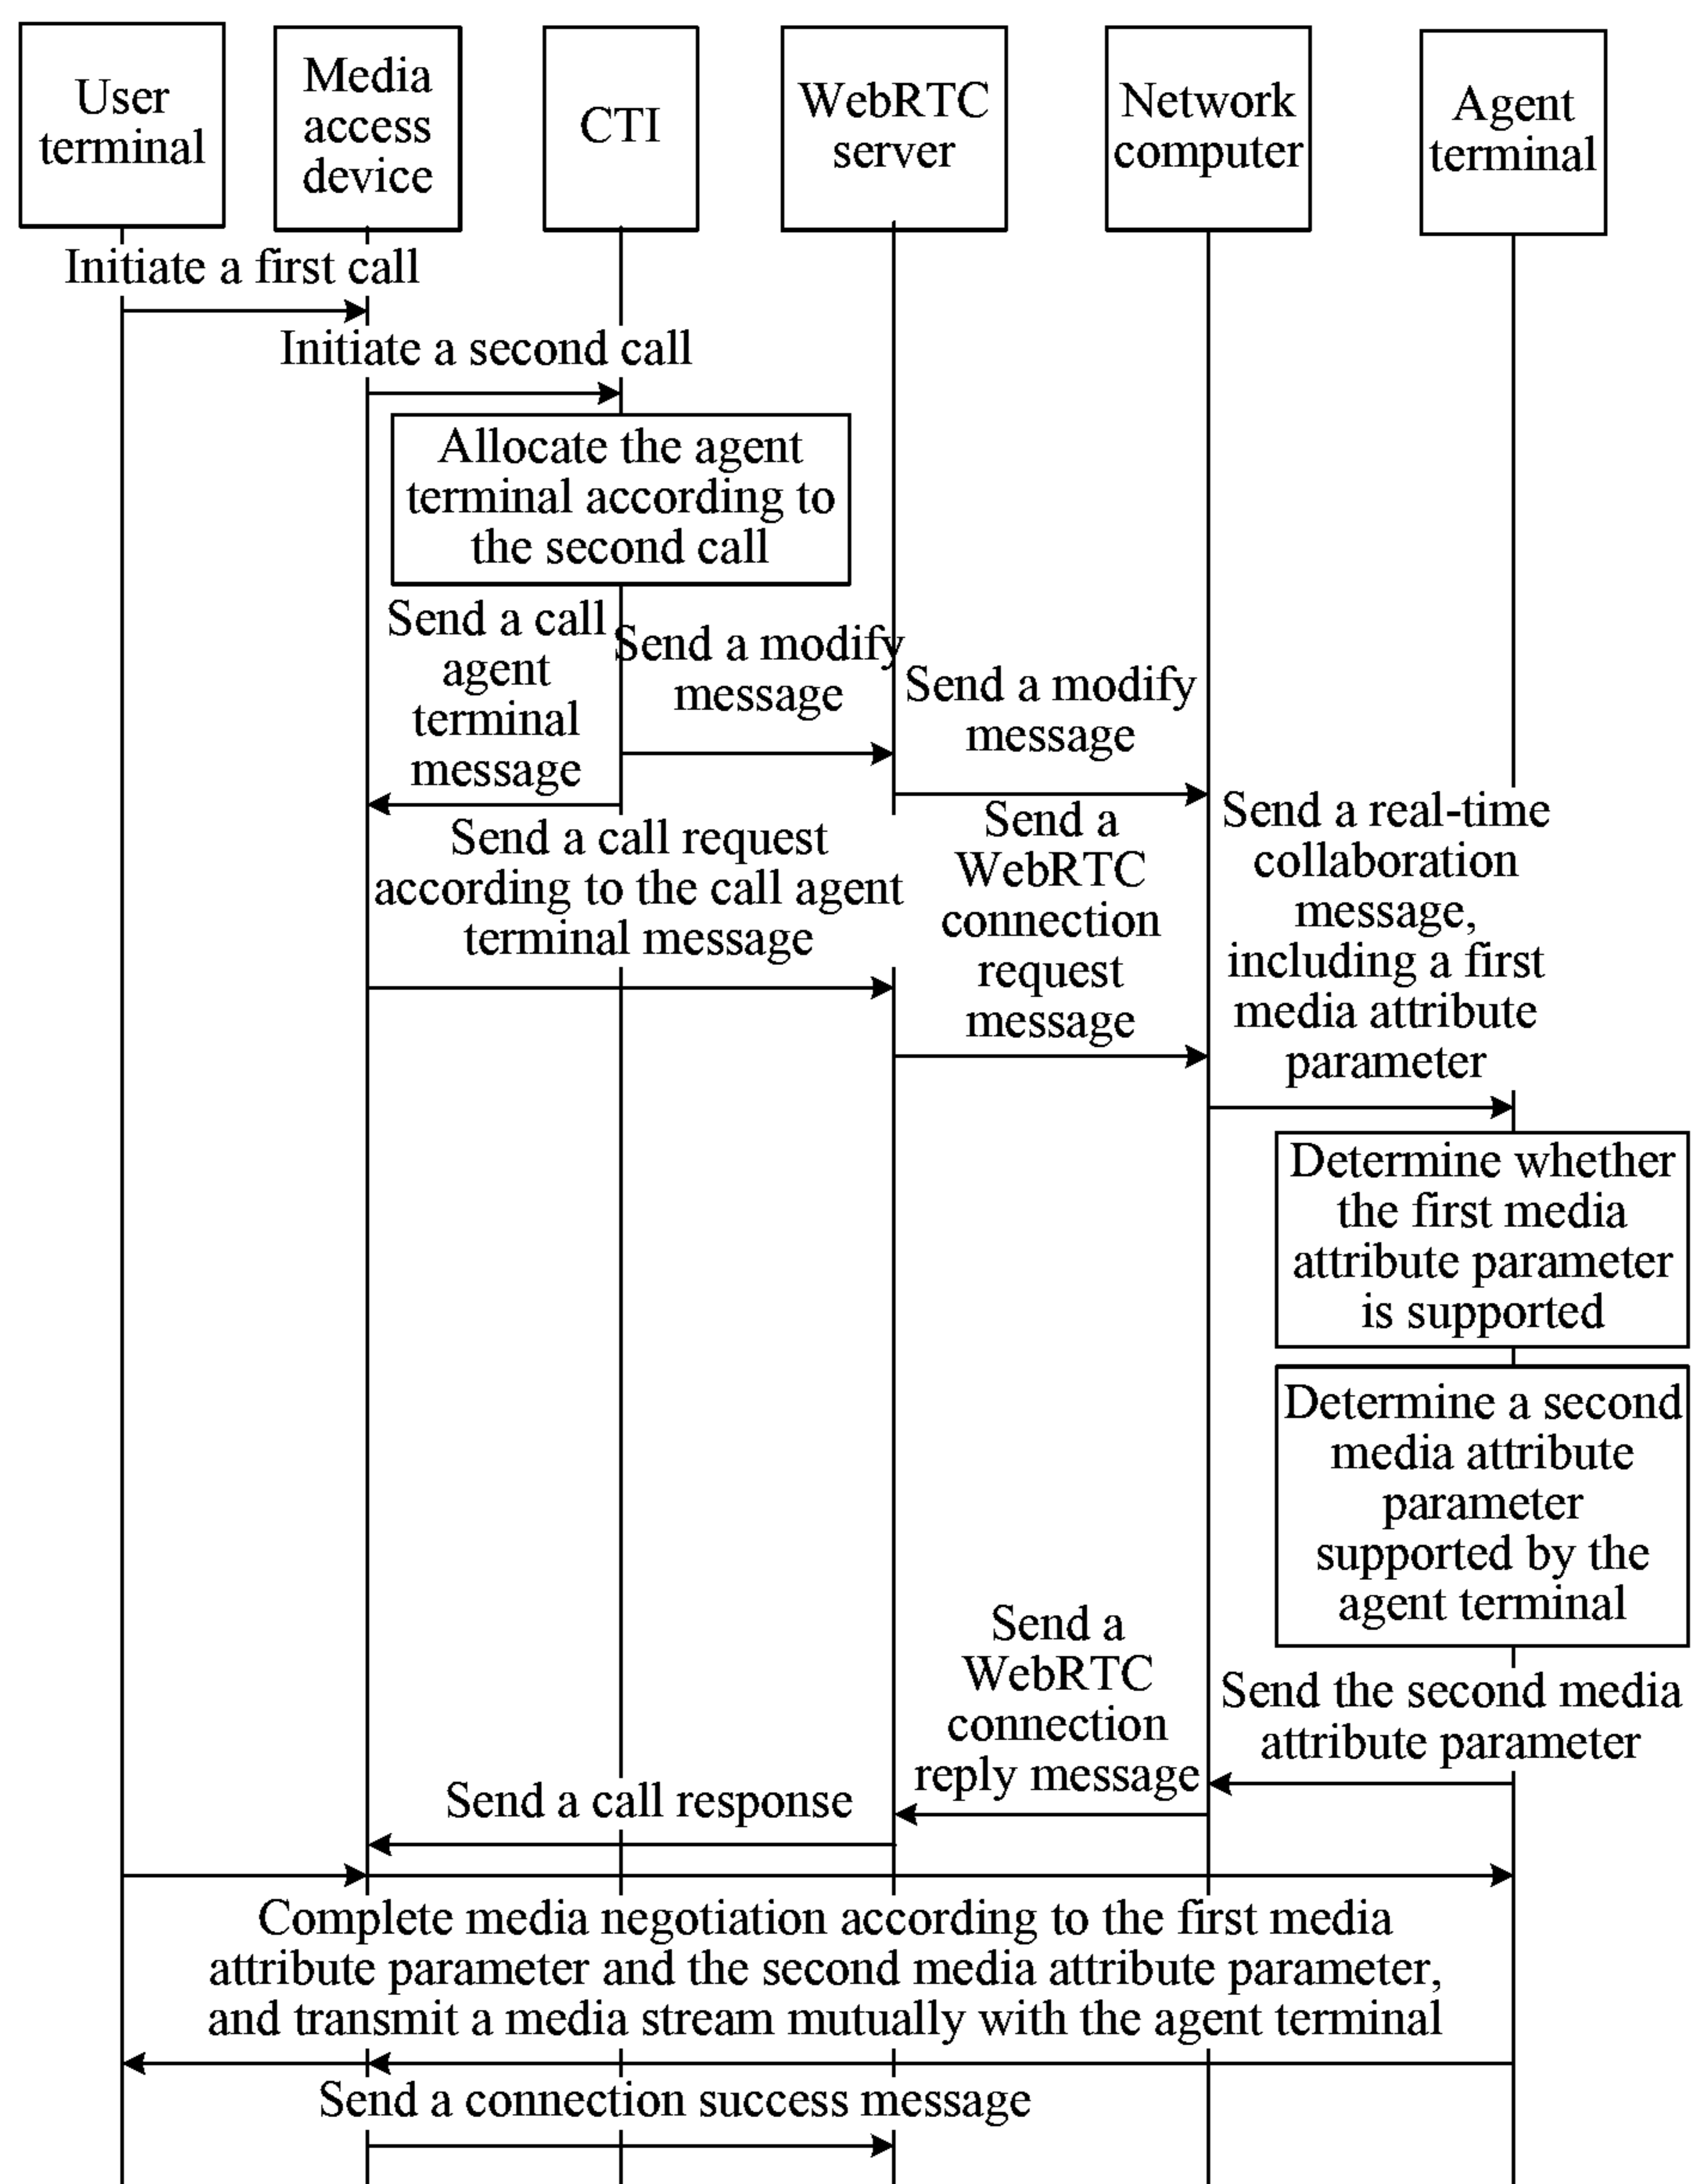 User
terminal
Media
access
device
CTI
WebRTC
server
Network
computer
Agent
terminal
Initiate a first call
Initiate a second call
Allocate the agent
terminal according to
the second call
Send a call
agent
terminal
message
Send a modify
message
Send a modify
message
Send a call request
according to the call agent
terminal message
Send a
WebRTC
connection
request
message
Send a real-time
collaboration
message,
including a first
media attribute
parameter
Determine whether
the first media
attribute parameter
is supported
Determine a second
media attribute
parameter
supported by the
agent terminal
Send the second media
attribute parameter
Send a
WebRTC
connection
reply message
Send a call response
Complete media negotiation according to the first media
attribute parameter and the second media attribute parameter,
and transmit a media stream mutually with the agent terminal
Send a connection success message